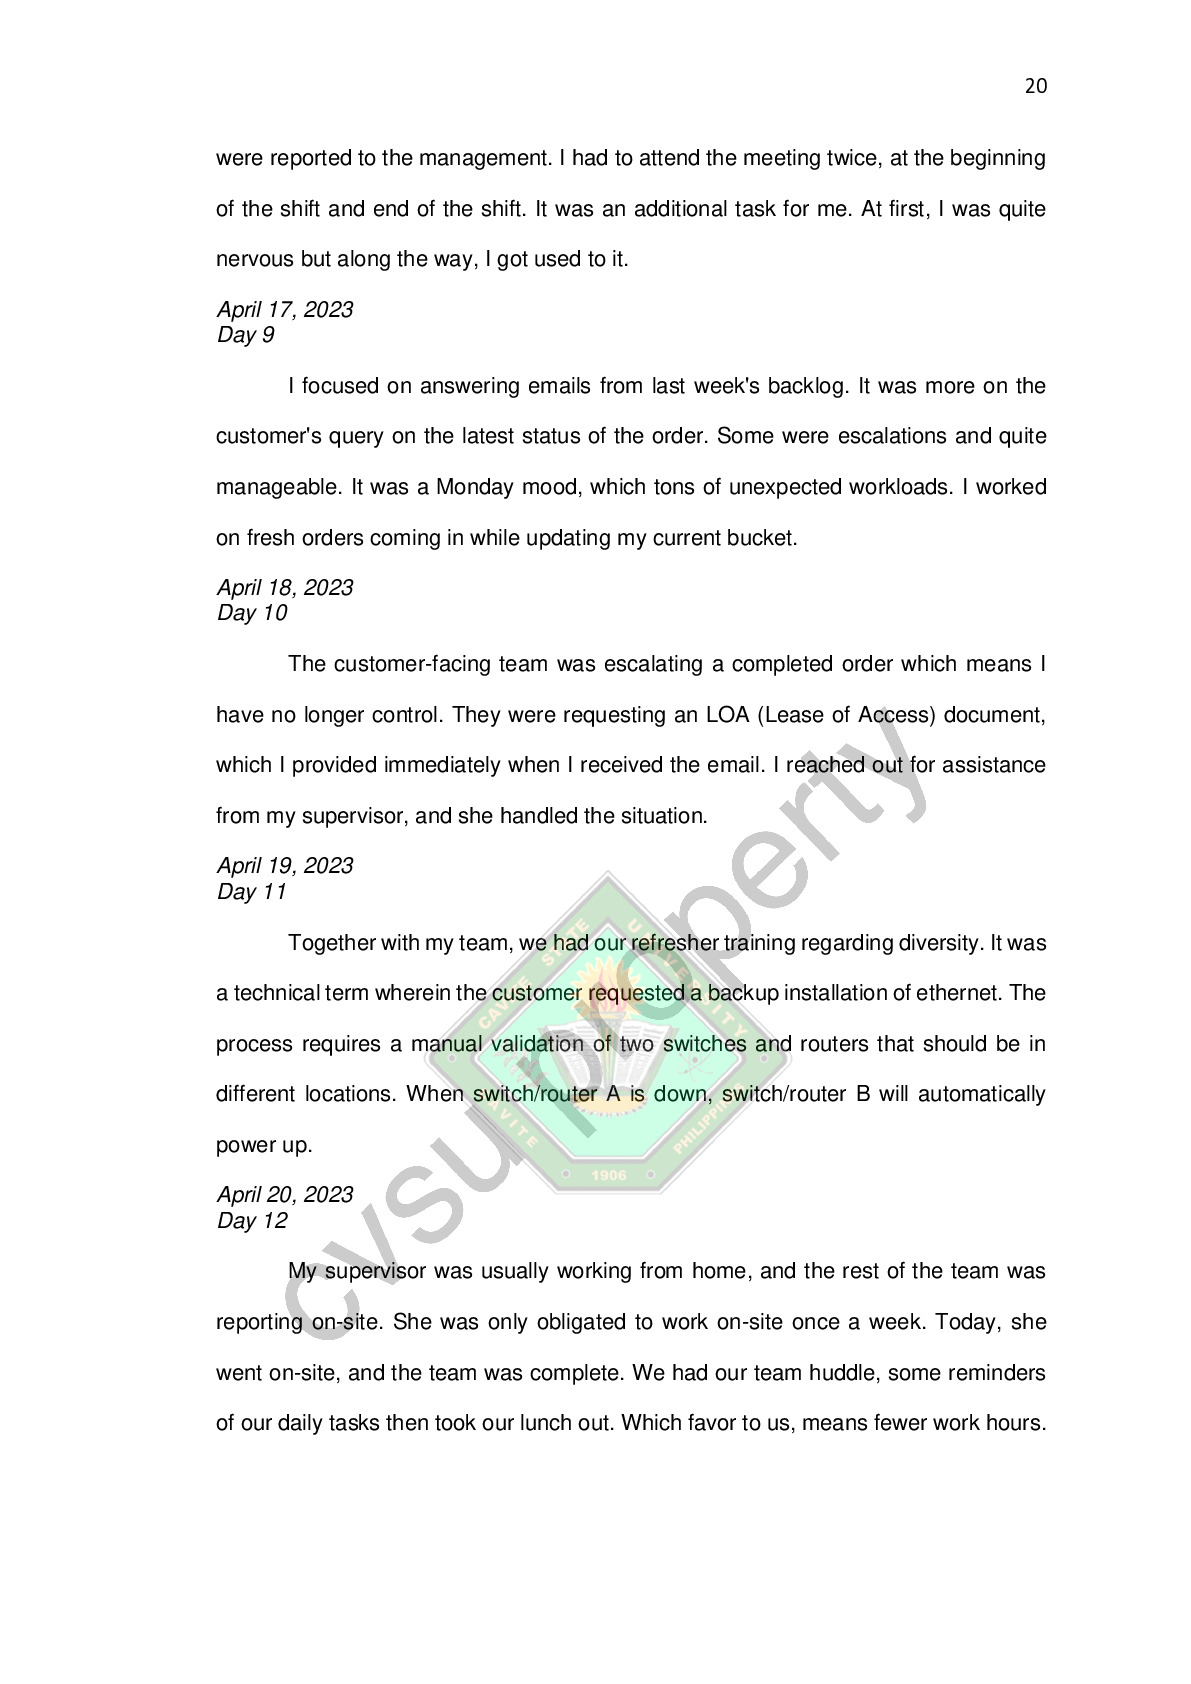 20
were reported to the management. I had to attend the meeting twice, at the beginning
of the shift and end of the shift. It was an additional task for me. At first, I was quite
nervous but along the way, I got used to it.
April 17, 2023
Day 9
I focused on answering emails from last week's backlog. It was more on the
customer's query on the latest status of the order. Some were escalations and quite
manageable. It was a Monday mood, which tons of unexpected workloads. I worked
on fresh orders coming in while updating my current bucket.
April 18, 2023
Day 10
The customer-facing team was escalating a completed order which means I
have no longer control. They were requesting an LOA (Lease of Access) document,
which I provided immediately when I received the email. I reached out for assistance
from my supervisor, and she handled the situation.
April 19, 2023
Day 11
Together with my team, we had our refresher training regarding diversity. It was
a technical term wherein the customer requested a backup installation of ethernet. The
process requires a manual validation of two switches and routers that should be in
different locations. When switch/router A is down, switch/router B will automatically
power up.
April 20, 2023
Day 12
My supervisor was usually working from home, and the rest of the team was
reporting on-site. She was only obligated to work on-site once a week. Today, she
went on-site, and the team was complete. We had our team huddle, some reminders
of our daily tasks then took our lunch out. Which favor to us, means fewer work hours.
cvsu property
CAVITE STATE UNIVERSITY
CAVITE
PHILIPPINES
1906